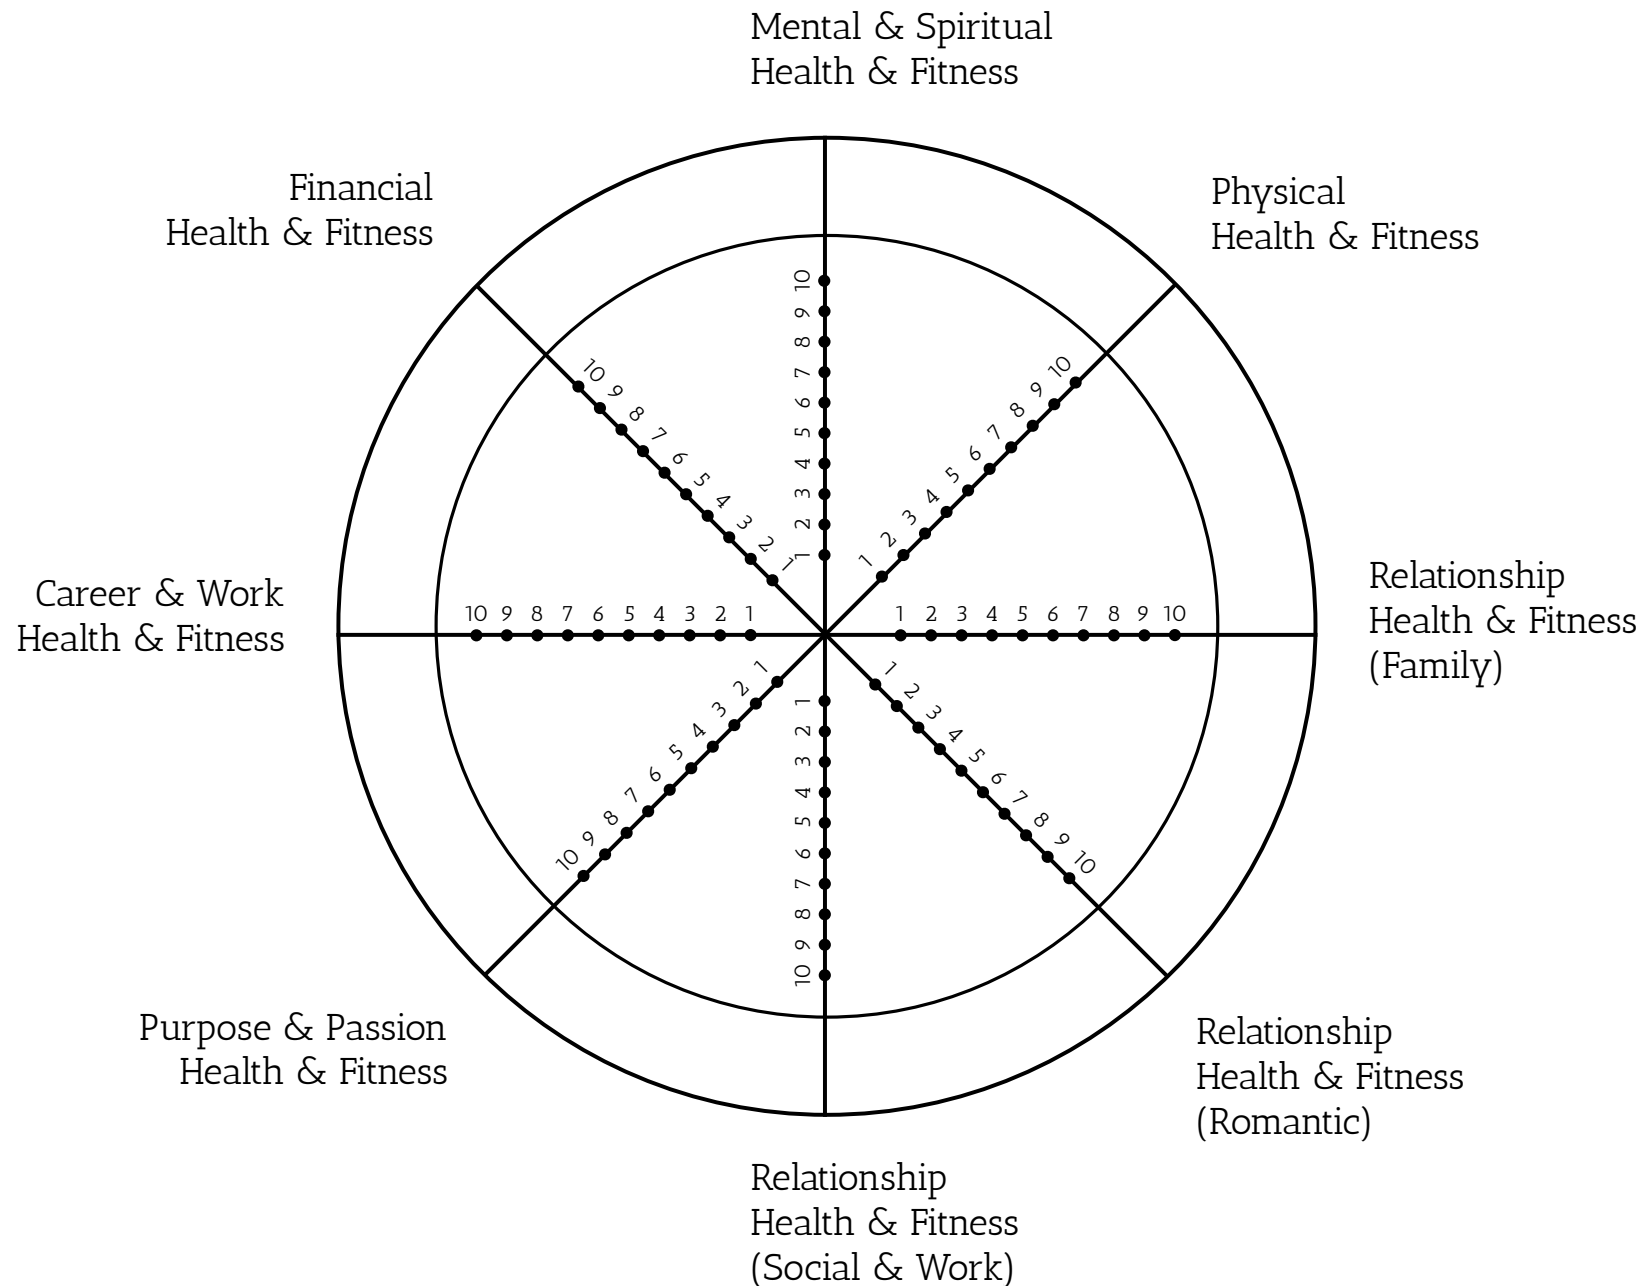 Mental & Spiritual
Health & Fitness
Financial
Health & Fitness
Physical
Health & Fitness
10
9
8
7
6
5
4
3
2
1
10 9 8 7 6 5 4 3 2 1
1 2 3 4 5 6 7 8 9 10
Career & Work
Health & Fitness
10 9 8 7 6 5 4 3 2 1
1 2 3 4 5 6 7 8 9 10
Relationship
Health & Fitness
(Family)
10 9 8 7 6 5 4 3 2 1
1
2
3
4
5
6
7
8
9
10
1 2 3 4 5 6 7 8 9 10
Purpose & Passion
Health & Fitness
Relationship
Health & Fitness
(Romantic)
Relationship
Health & Fitness
(Social & Work)